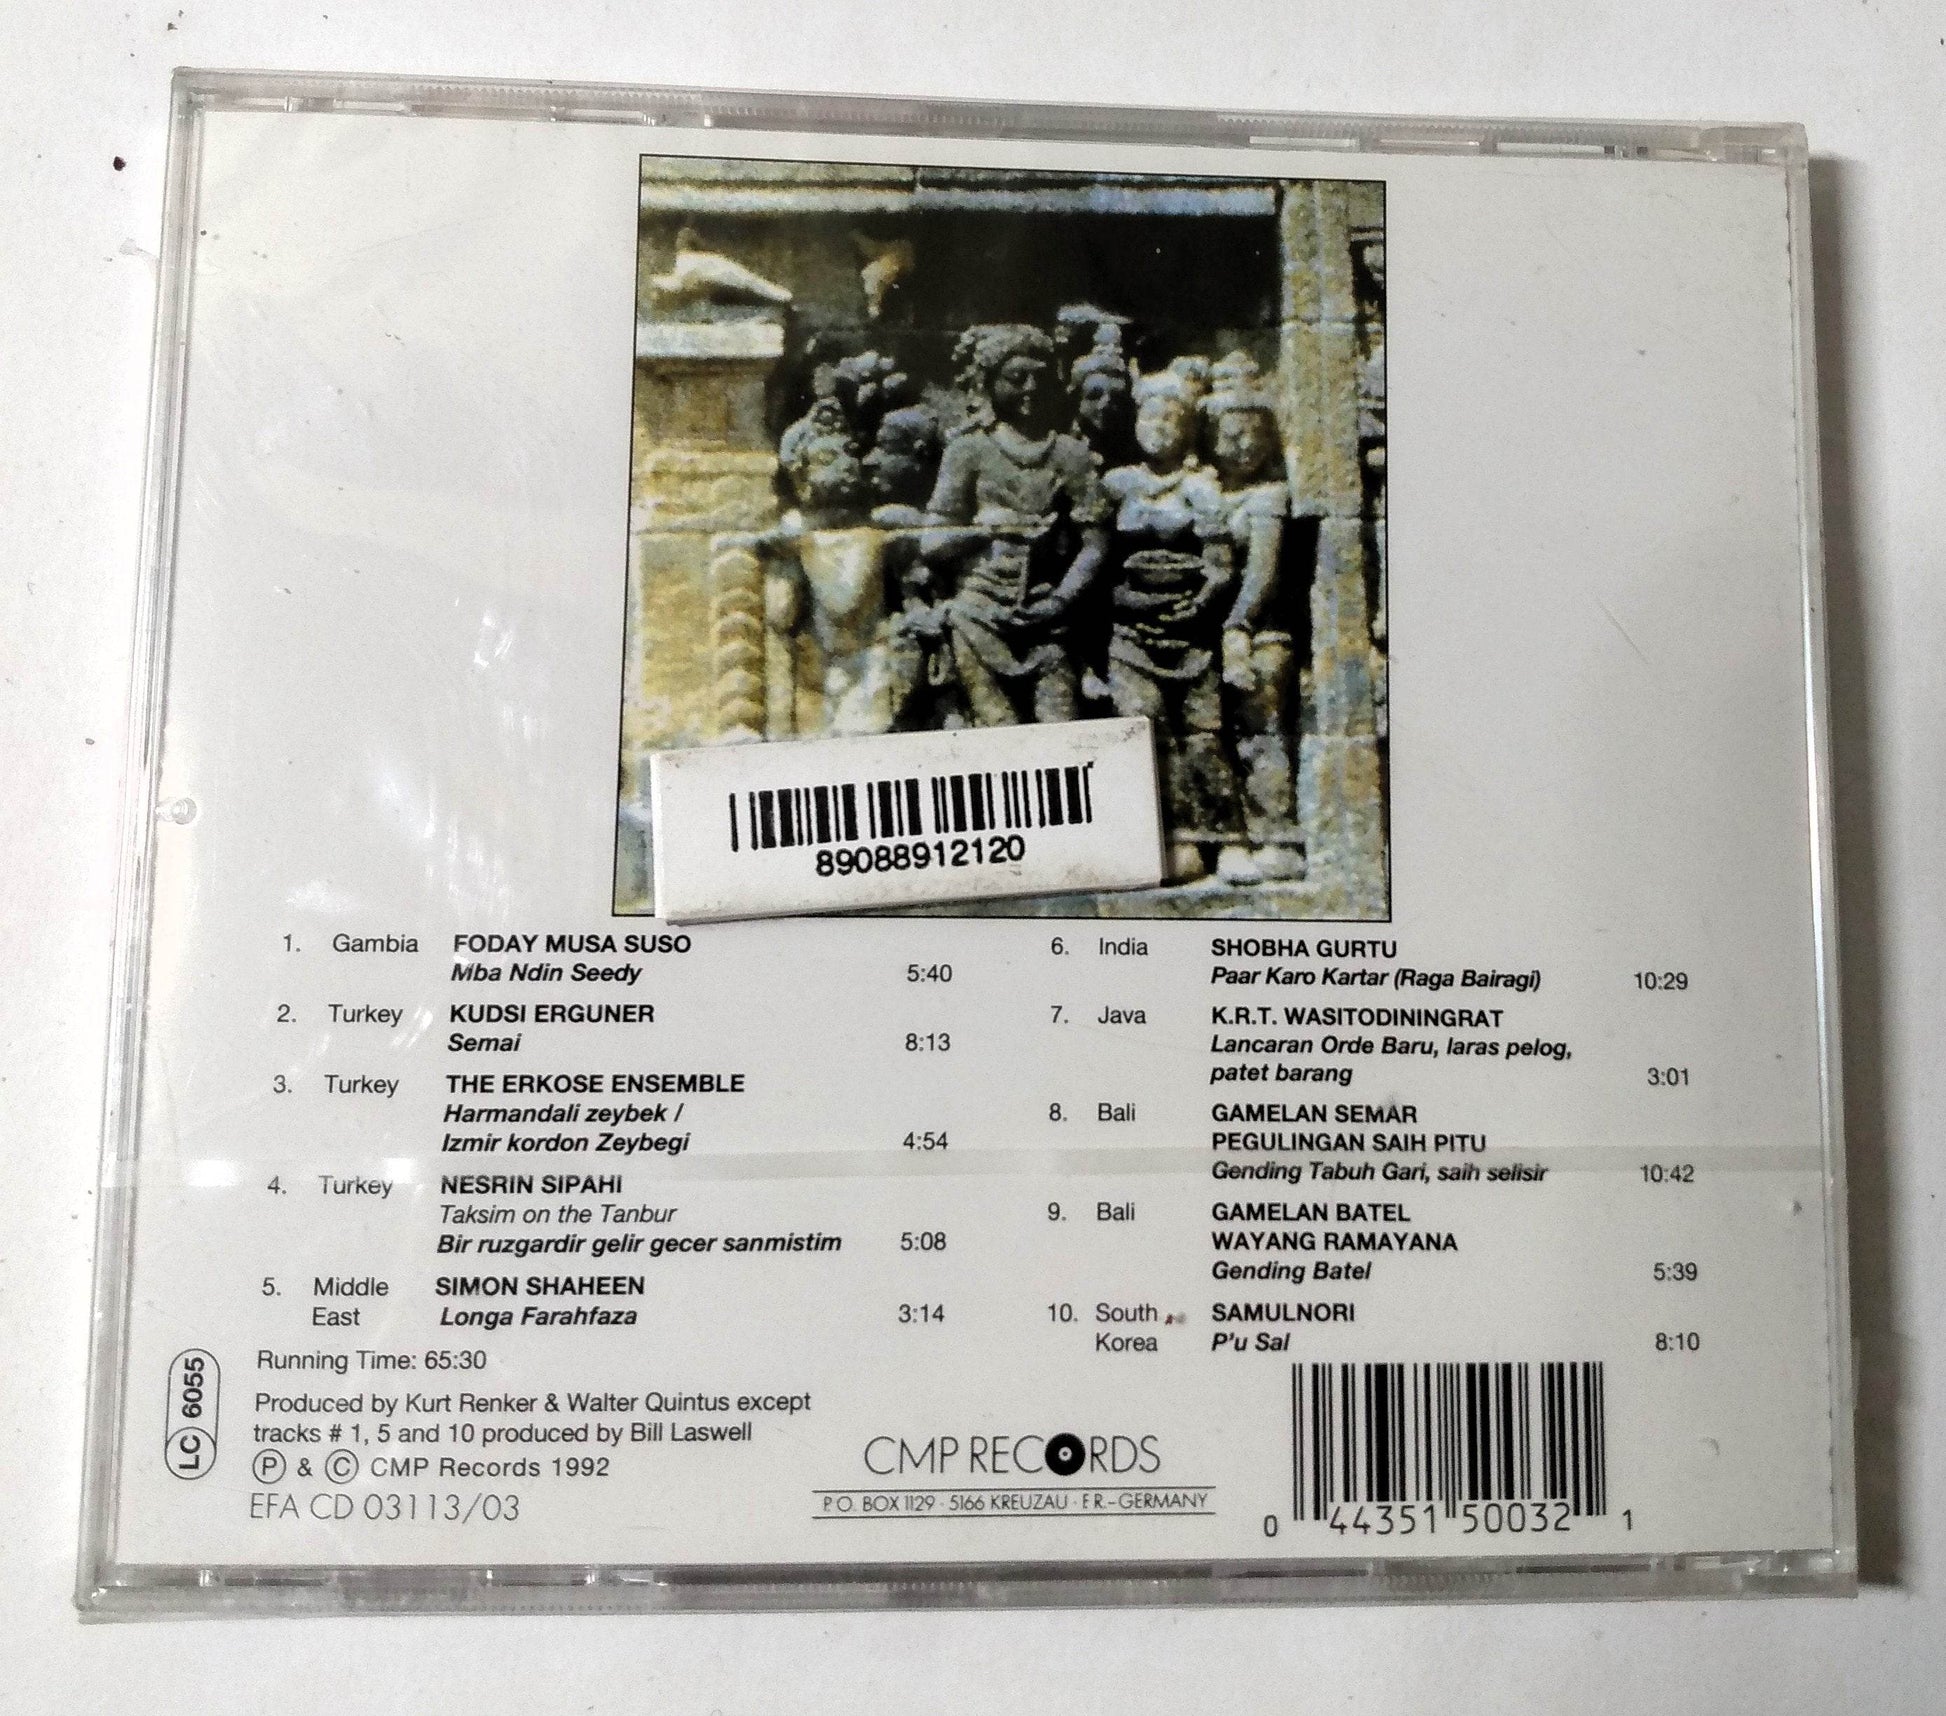 89088912120
1. Gambia FODAY MUSA SUSO
Mba Ndin Seedy 5:40
2. Turkey KUDSI ERGUNER
Semai 8:13
3. Turkey THE ERKOSE ENSEMBLE
Harmandali zeybek /
Izmir kordon Zeybegi 4:54
4. Turkey NESRIN SIPAHI
Taksim on the Tanbur
Bir ruzgardir gelir gecer sanmistim 5:08
5. Middle SIMON SHAHEEN
East Longa Farahfaza 3:14
6. India SHOBHA GURTU
Paar Karo Kartar (Raga Bairagi) 10:29
7. Java K.R.T. WASITODININGRAT
Lancaran Orde Baru, laras pelog,
patet barang 3:01
8. Bali GAMELAN SEMAR
PEGULINGAN SAIH PITU
Gending Tabuh Gari, saih selisir 10:42
9. Bali GAMELAN BATEL
WAYANG RAMAYANA
Gending Batel 5:39
10. South SAMULNORI
Korea P'u Sal 8:10
Running Time: 65:30
Produced by Kurt Renker & Walter Quintus except
tracks # 1, 5 and 10 produced by Bill Laswell
Ⓟ & © CMP Records 1992
EFA CD 03113/03
LC 6055
CMP RECORDS
P.O. BOX 1129 · 5166 KREUZAU · F.R.-GERMANY
0 44351 50032 1